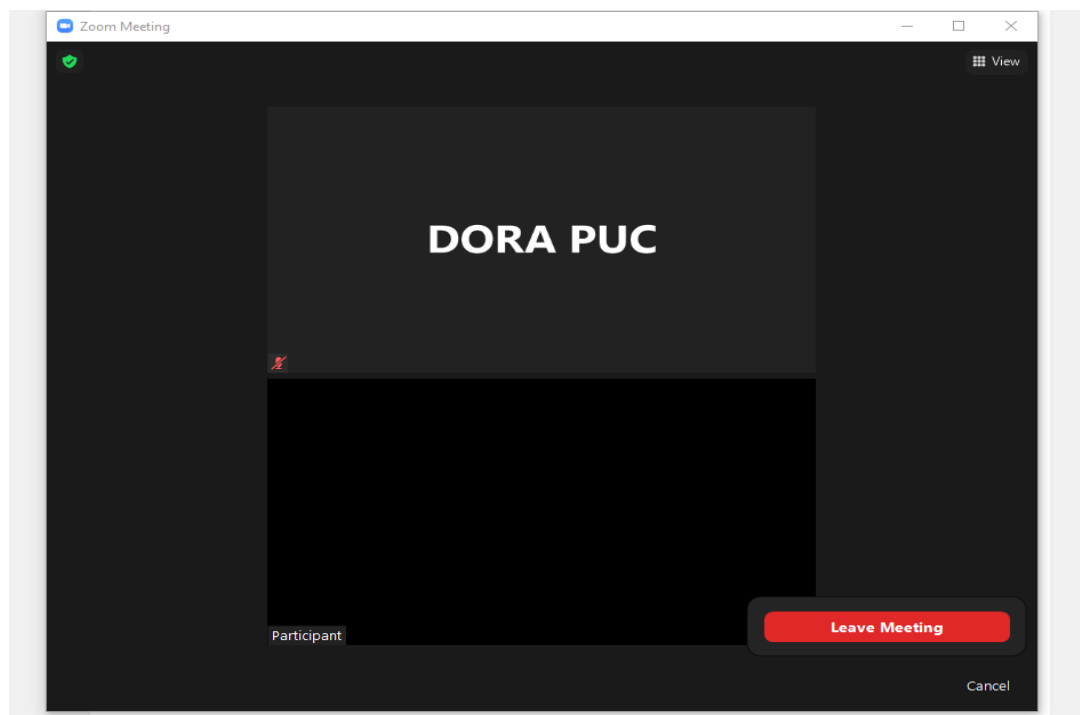 Zoom Meeting
View
DORA PUC
Participant
Leave Meeting
Cancel